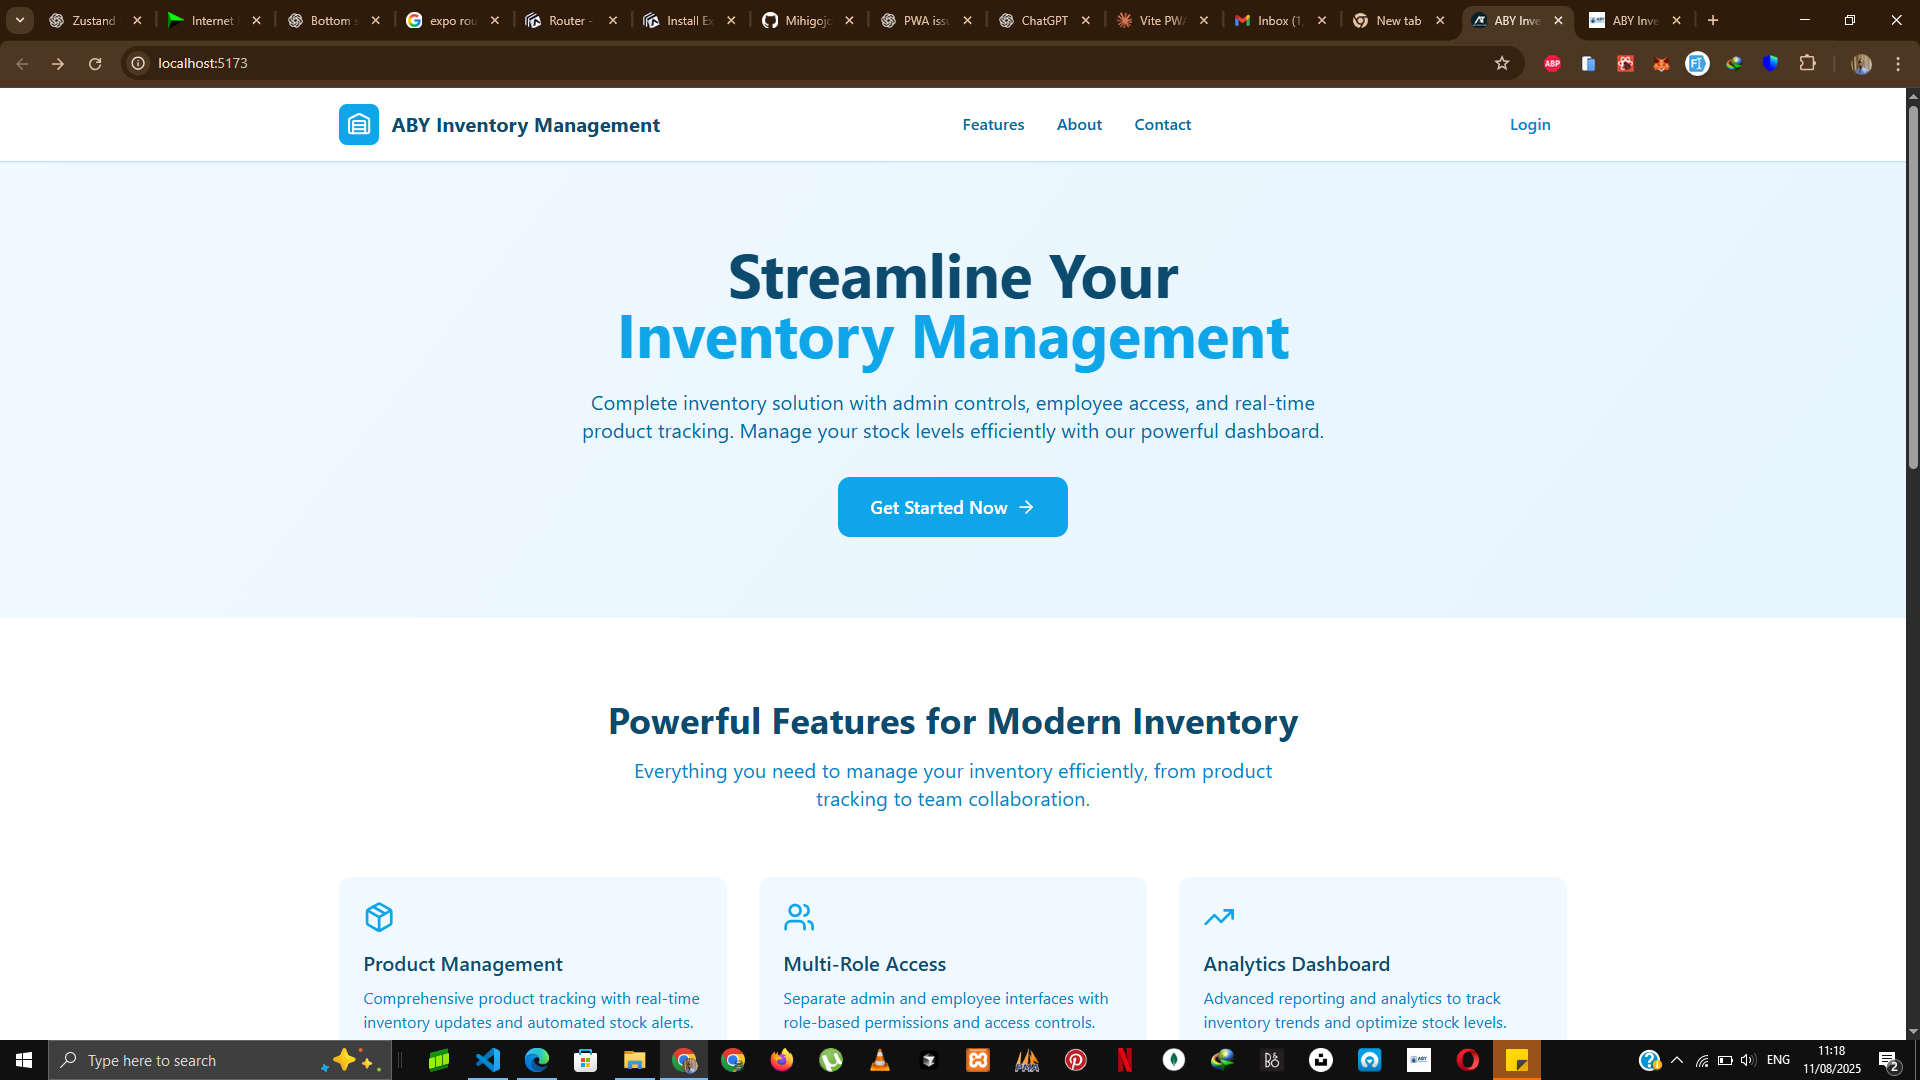 Zustand
Internet
Bottom s
expo rou
Router -
Install Ex
Mihigojo
PWA issu
ChatGPT
Vite PWA
Inbox (1,
New tab
ABY Inve
ABY Inve
localhost:5173
ABP
ABY Inventory Management
Features
About
Contact
Login
Streamline Your
Inventory Management
Complete inventory solution with admin controls, employee access, and real-time
product tracking. Manage your stock levels efficiently with our powerful dashboard.
Get Started Now
Powerful Features for Modern Inventory
Everything you need to manage your inventory efficiently, from product
tracking to team collaboration.
Product Management
Comprehensive product tracking with real-time
inventory updates and automated stock alerts.
Multi-Role Access
Separate admin and employee interfaces with
role-based permissions and access controls.
Analytics Dashboard
Advanced reporting and analytics to track
inventory trends and optimize stock levels.
Type here to search
ENG
11:18
11/08/2025
2